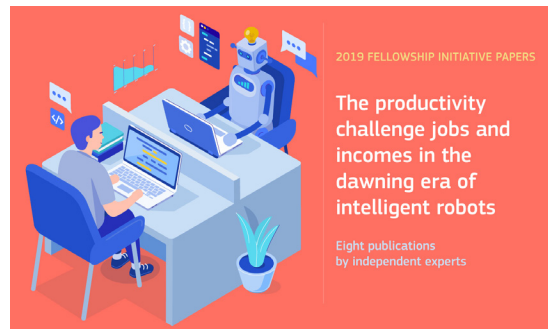 2019 FELLOWSHIP INITIATIVE PAPERS
The productivity
challenge jobs and
incomes in the
dawning era of
intelligent robots
Eight publications
by independent experts